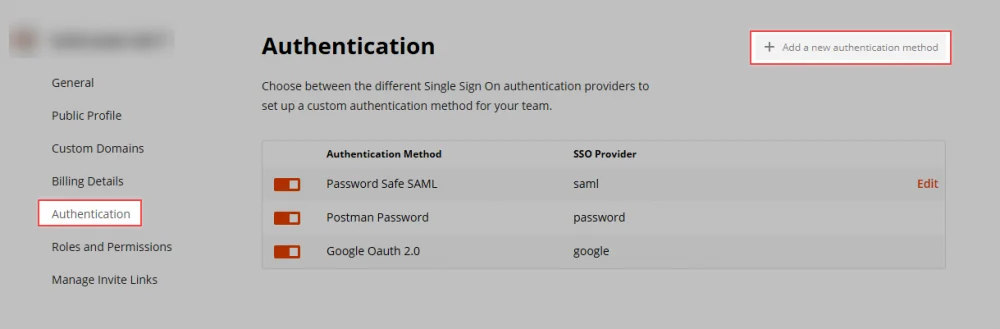 Authentication
+ Add a new authentication method
Choose between the different Single Sign On authentication providers to
set up a custom authentication method for your team.
General
Public Profile
Custom Domains
Billing Details
Authentication
Roles and Permissions
Manage Invite Links
Authentication Method SSO Provider
Password Safe SAML saml Edit
Postman Password password
Google Oauth 2.0 google